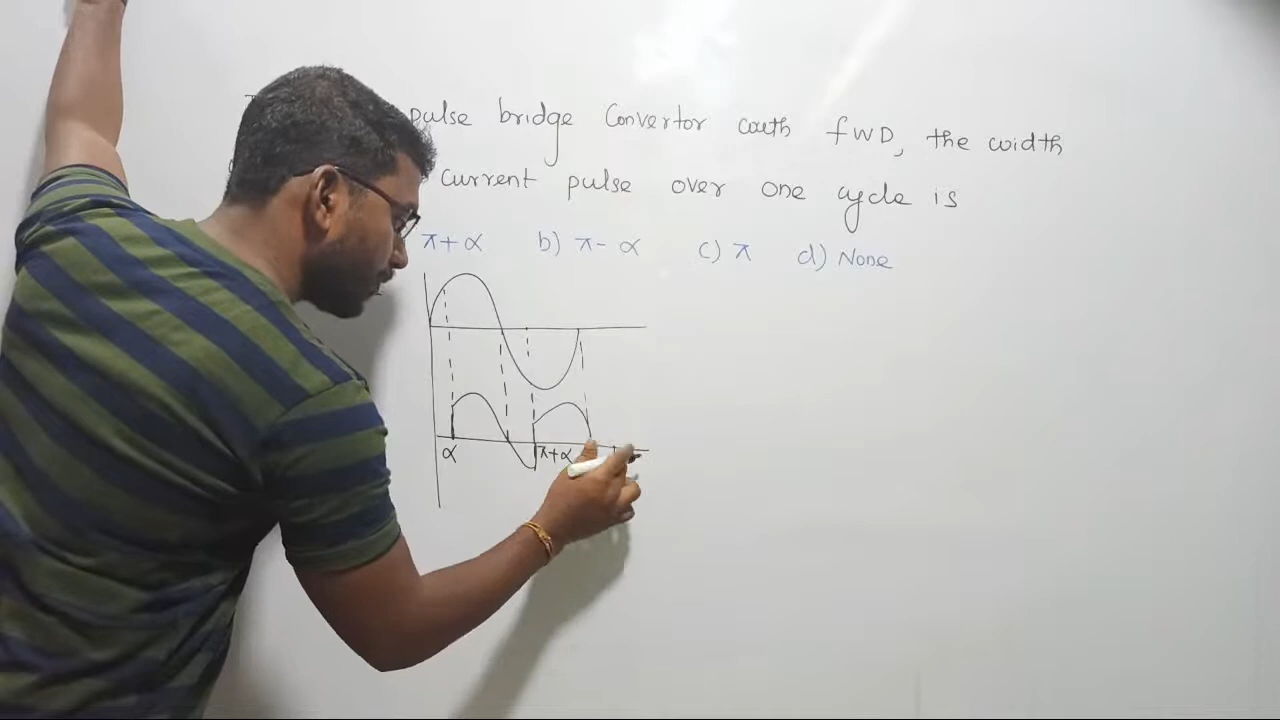 pulse bridge Convertor with FWD, the width
current pulse over one cycle is
π+α b) π-α c) π d) None
α π+α